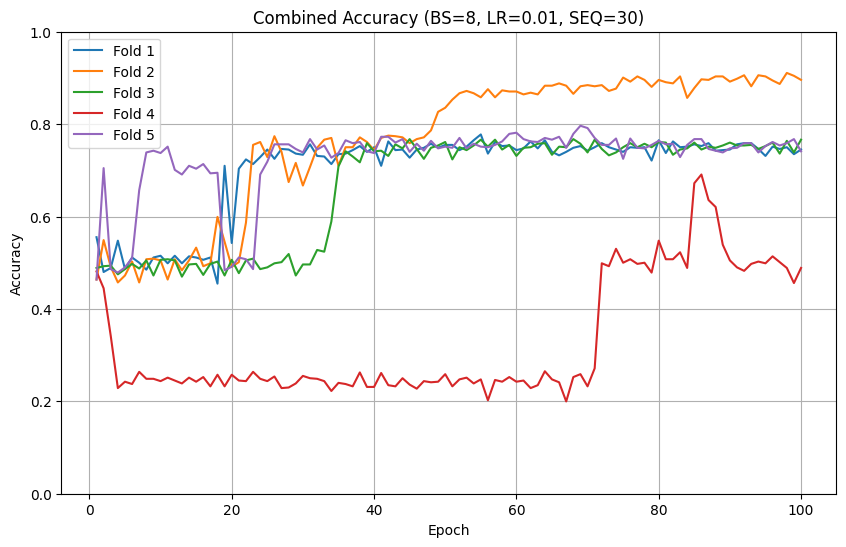 Combined Accuracy (BS=8, LR=0.01, SEQ=30)
Fold 1
Fold 2
Fold 3
Fold 4
Fold 5
Accuracy
1.0
0.8
0.6
0.4
0.2
0.0
0 20 40 60 80 100
Epoch